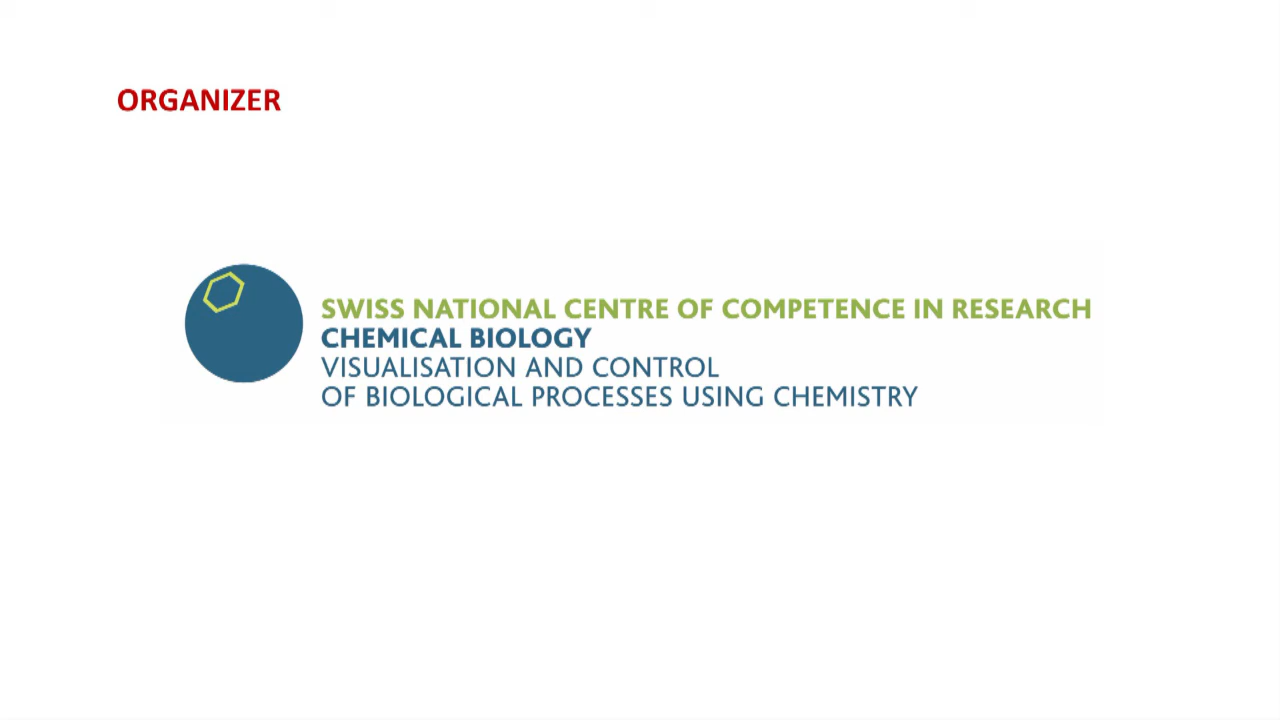 ORGANIZER
SWISS NATIONAL CENTRE OF COMPETENCE IN RESEARCH
CHEMICAL BIOLOGY
VISUALISATION AND CONTROL
OF BIOLOGICAL PROCESSES USING CHEMISTRY